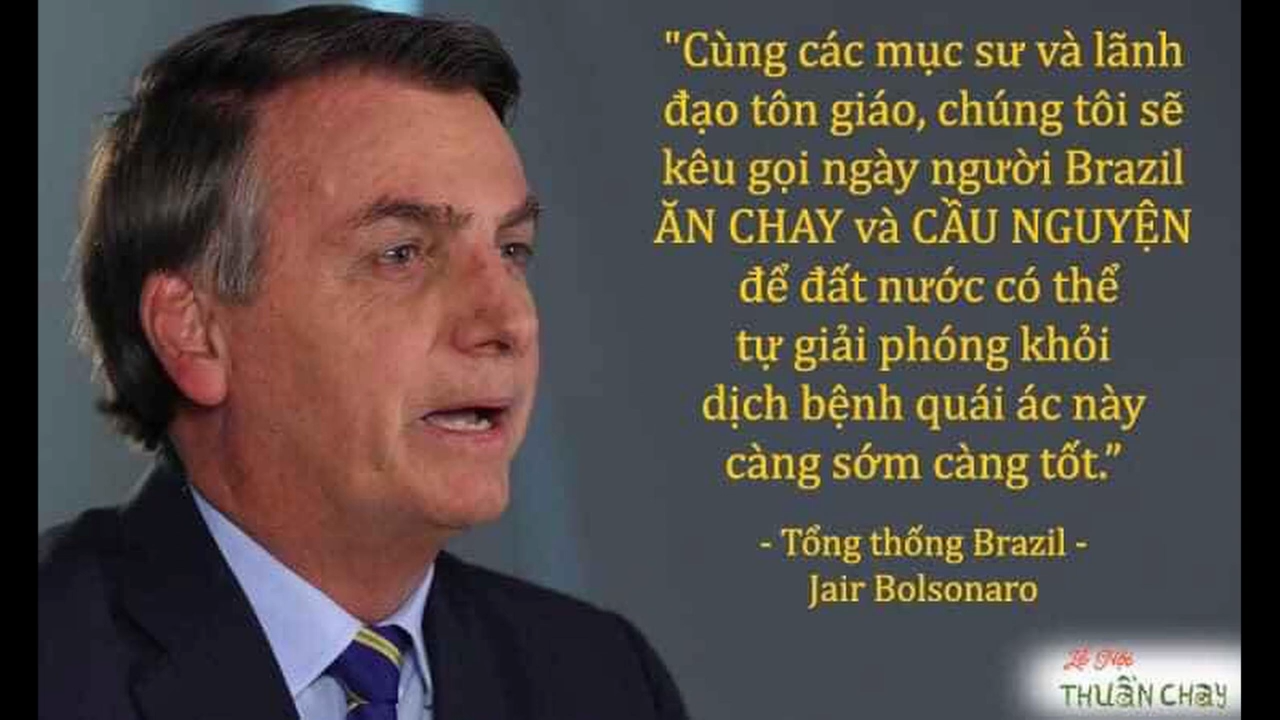 "Cùng các mục sư và lãnh
đạo tôn giáo, chúng tôi sẽ
kêu gọi ngày người Brazil
ĂN CHAY và CẦU NGUYỆN
để đất nước có thể
tự giải phóng khỏi
dịch bệnh quái ác này
càng sớm càng tốt.”
- Tổng thống Brazil -
Jair Bolsonaro
Lễ Hội
THUẦN CHAY